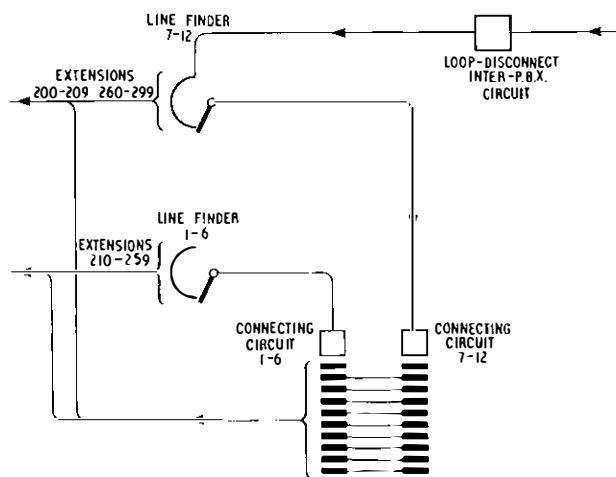 LINE FINDER
7-12
EXTENSIONS
200-209 260-299
LOOP-DISCONNECT
INTER-P.B.X.
CIRCUIT
LINE FINDER
1-6
EXTENSIONS
210-259
CONNECTING
CIRCUIT
1-6
CONNECTING
CIRCUIT
7-12